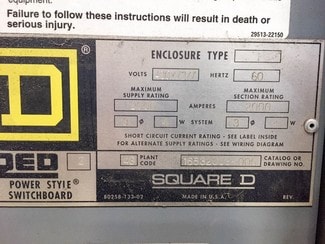 equipment.
Failure to follow these instructions will result in death or
serious injury.
29513-22150
ENCLOSURE TYPE
VOLTS HERTZ 60
MAXIMUM SUPPLY RATING MAXIMUM SECTION RATING
AMPERES
Ø W SYSTEM Ø W
SHORT CIRCUIT CURRENT RATING - SEE LABEL INSIDE
FOR ALTERNATE SUPPLY RATINGS - SEE WIRING DIAGRAM
D
®
QED
PLANT CODE CATALOG OR DRAWING NO.
POWER STYLE®
SWITCHBOARD
SQUARE D
80258-133-02 MADE IN U.S.A. REV.